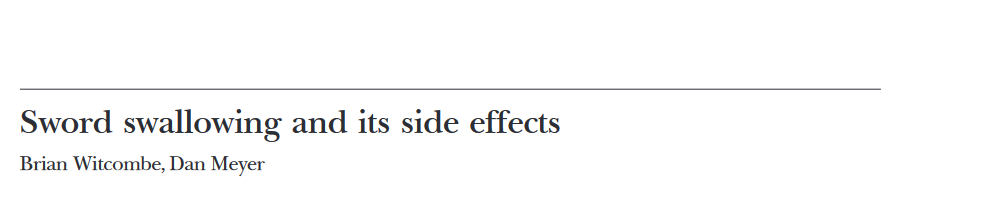 Sword swallowing and its side effects
Brian Witcombe, Dan Meyer